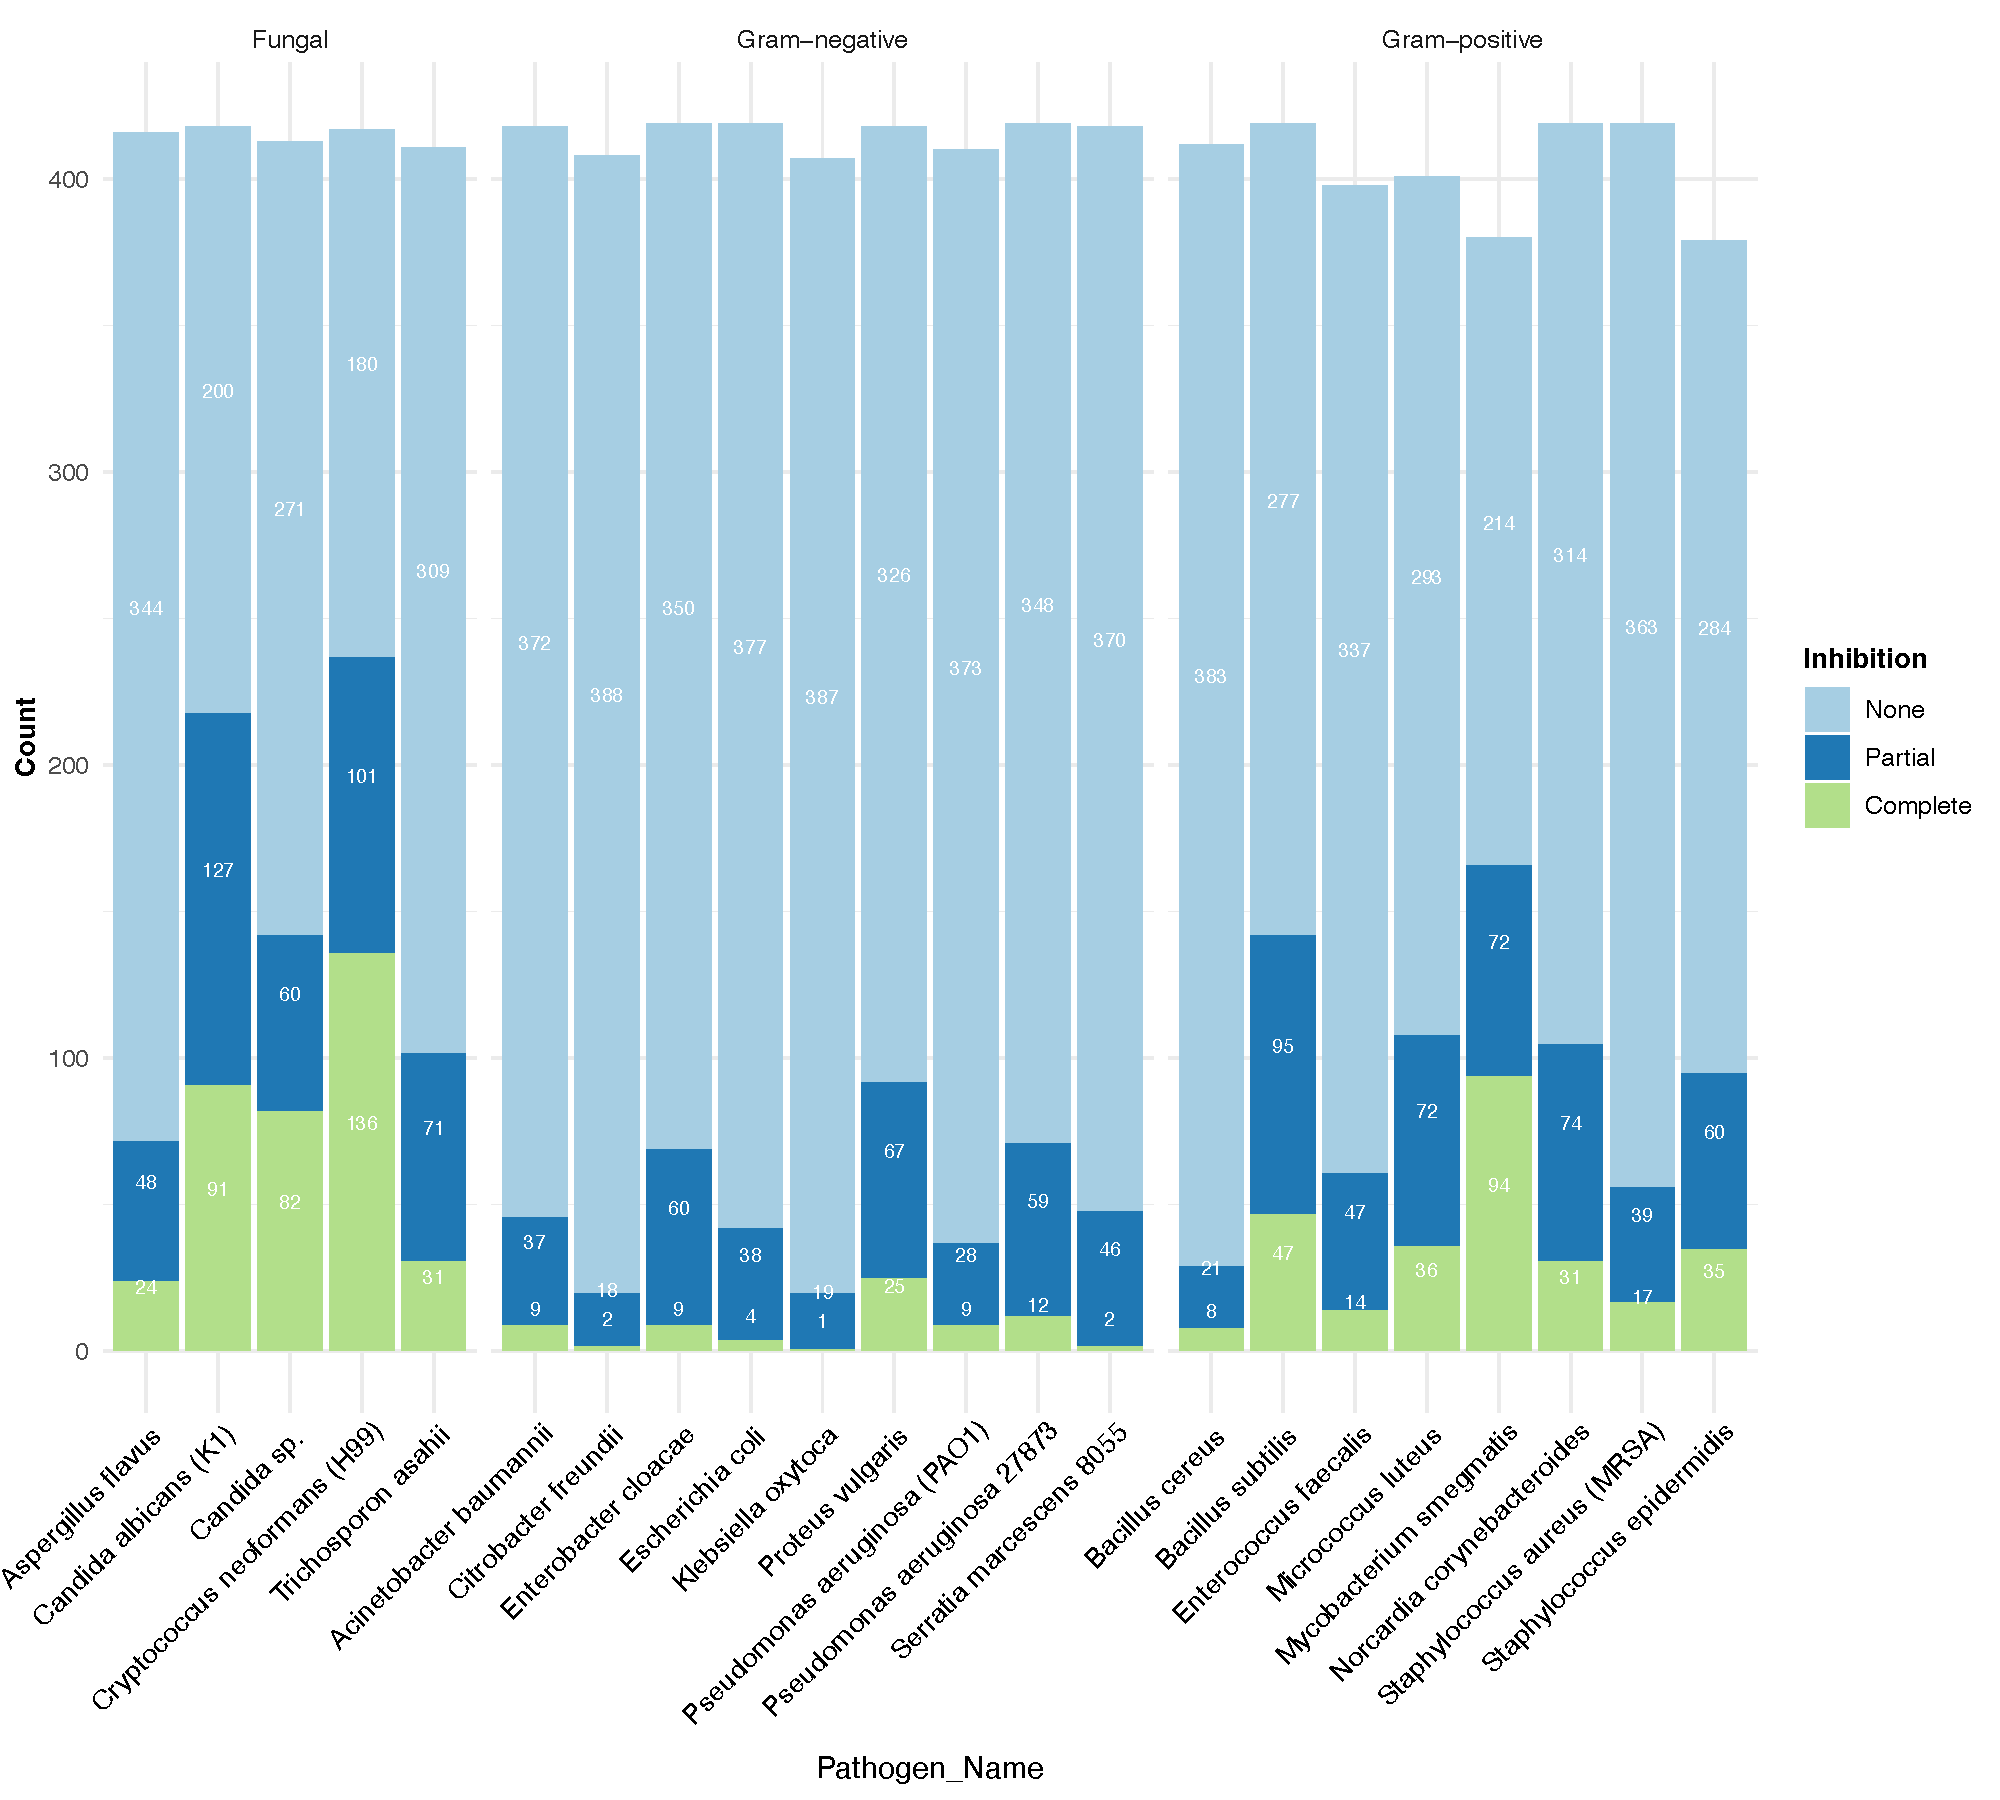 Fungal
Gram–negative
Gram–positive
400
300
200
100
0
Count
344
48
24
200
127
91
271
60
82
180
101
136
309
71
31
372
37
9
388
18
2
350
60
9
377
38
4
387
19
1
326
67
25
373
28
9
348
59
12
370
46
2
383
21
8
277
95
47
337
47
14
293
72
36
214
72
94
314
74
31
363
39
17
284
60
35
Aspergillus flavus
Candida albicans (K1)
Candida sp.
Cryptococcus neoformans (H99)
Trichosporon asahii
Acinetobacter baumannii
Citrobacter freundii
Enterobacter cloacae
Escherichia coli
Klebsiella oxytoca
Proteus vulgaris
Pseudomonas aeruginosa (PAO1)
Pseudomonas aeruginosa 27873
Serratia marcescens 8055
Bacillus cereus
Bacillus subtilis
Enterococcus faecalis
Micrococcus luteus
Mycobacterium smegmatis
Norcardia corynebacteroides
Staphylococcus aureus (MRSA)
Staphylococcus epidermidis
Pathogen_Name
Inhibition
None
Partial
Complete